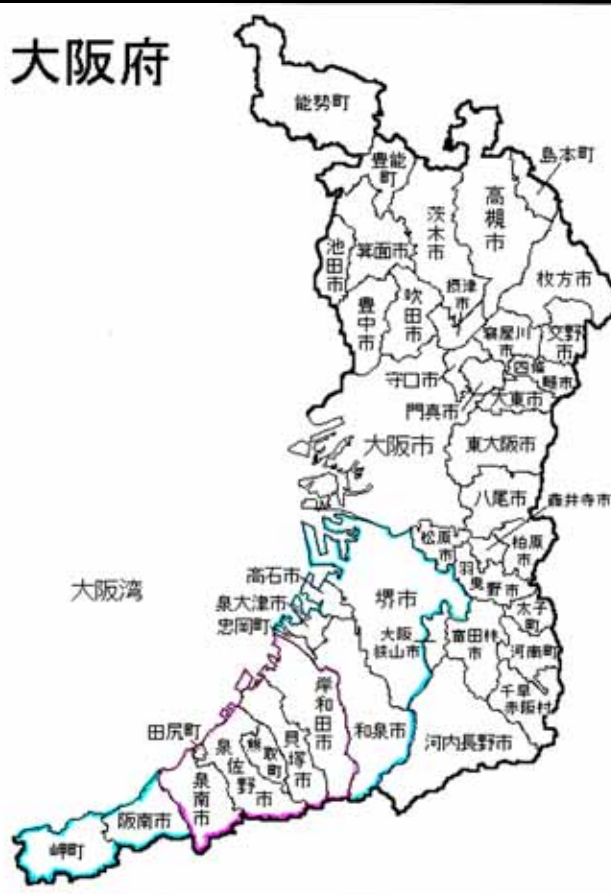 大阪府
能勢町
豊能町
島本町
高槻市
茨木市
池田市
箕面市
枚方市
摂津市
吹田市
豊中市
寝屋川市
交野市
守口市
四條畷市
門真市
大東市
大阪市
東大阪市
八尾市
藤井寺市
松原市
柏原市
羽曳野市
高石市
大阪湾
泉大津市
堺市
太子町
忠岡町
大阪狭山市
富田林市
河南町
千早赤阪村
岸和田市
和泉市
河内長野市
田尻町
熊取町
貝塚市
泉佐野市
泉南市
阪南市
岬町